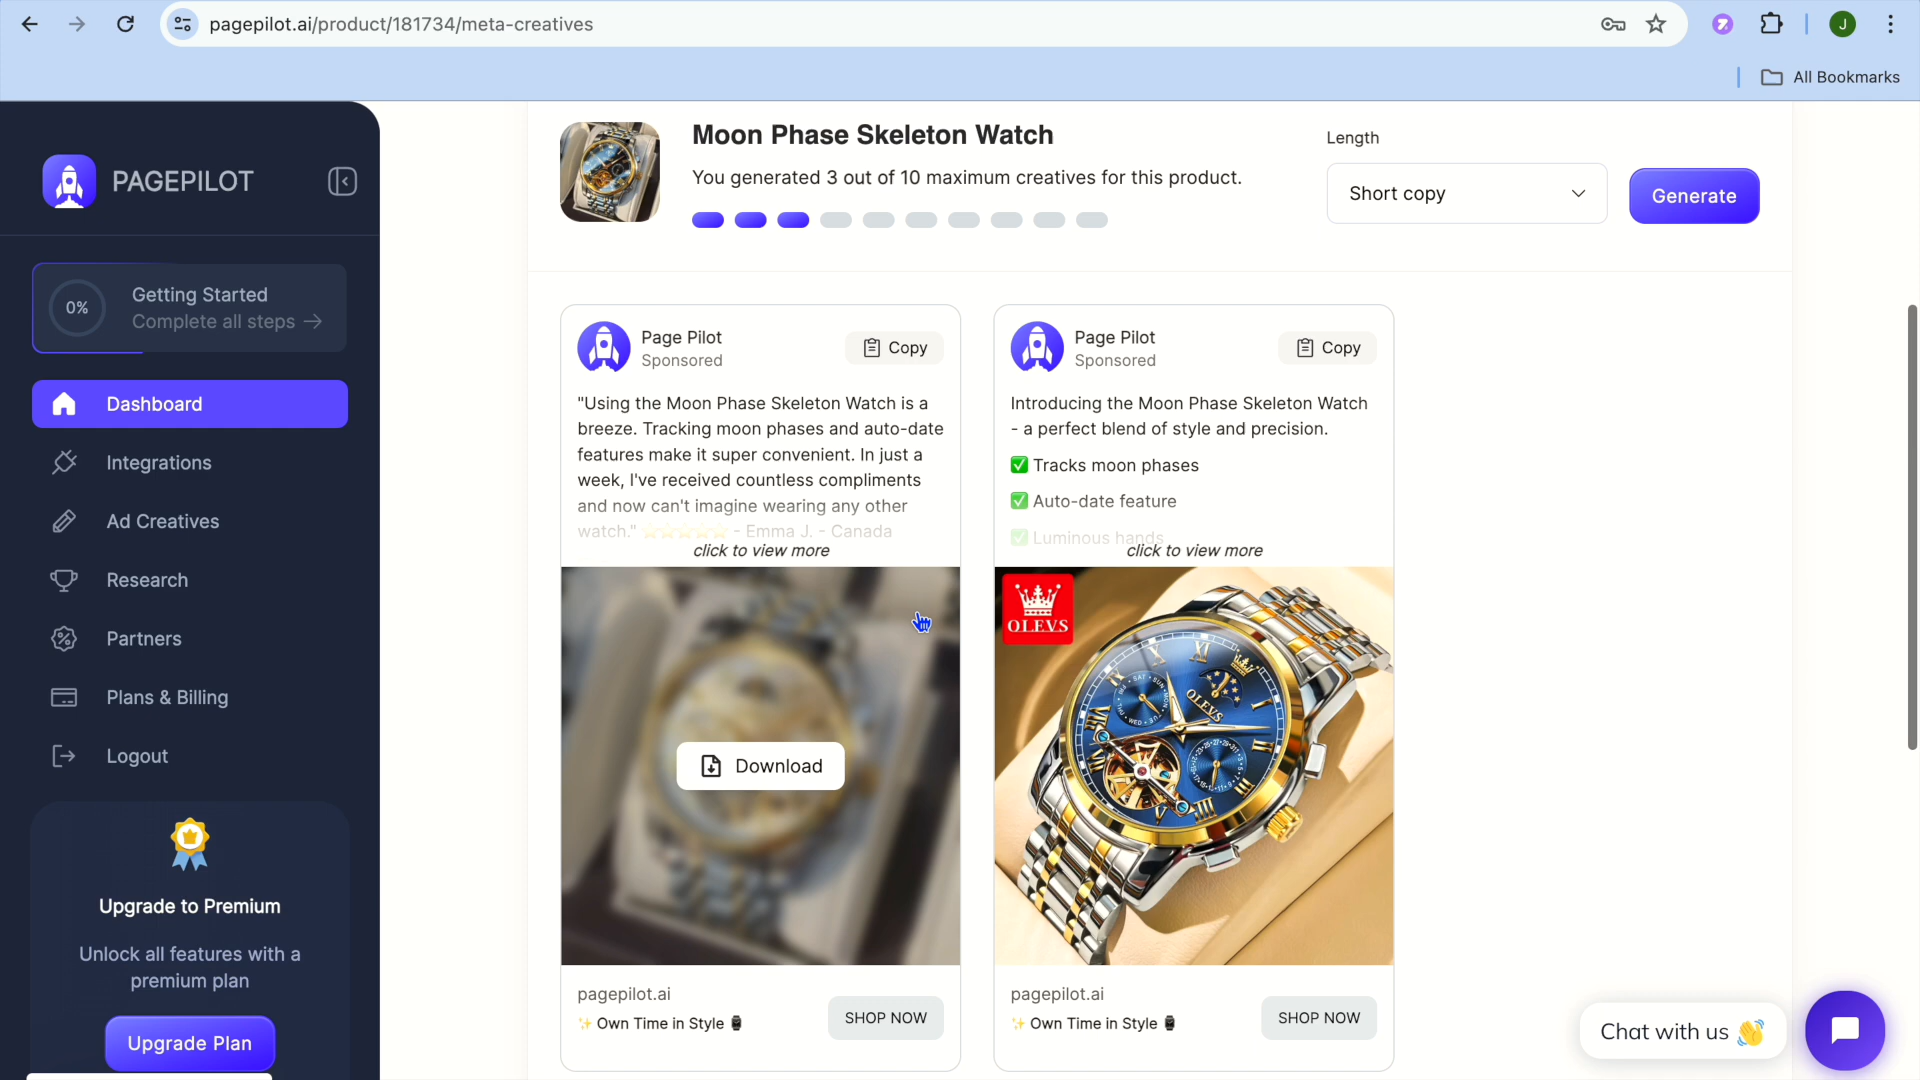 pagepilot.ai/product/181734/meta-creatives
J
All Bookmarks
PAGEPILOT
0%
Getting Started
Complete all steps →
Dashboard
Integrations
Ad Creatives
Research
Partners
Plans & Billing
Logout
Upgrade to Premium
Unlock all features with a
premium plan
Upgrade Plan
Moon Phase Skeleton Watch
You generated 3 out of 10 maximum creatives for this product.
Length
Short copy
Generate
Page Pilot
Sponsored
Copy
"Using the Moon Phase Skeleton Watch is a
breeze. Tracking moon phases and auto-date
features make it super convenient. In just a
week, I've received countless compliments
and now can't imagine wearing any other
watch." ⭐⭐⭐⭐⭐ - Emma J. - Canada
click to view more
Download
pagepilot.ai
✨ Own Time in Style ⌚
SHOP NOW
Page Pilot
Sponsored
Copy
Introducing the Moon Phase Skeleton Watch
- a perfect blend of style and precision.
✅ Tracks moon phases
✅ Auto-date feature
✅ Luminous hands
click to view more
OLEVS
OLEVS
pagepilot.ai
✨ Own Time in Style ⌚
SHOP NOW
Chat with us 👋